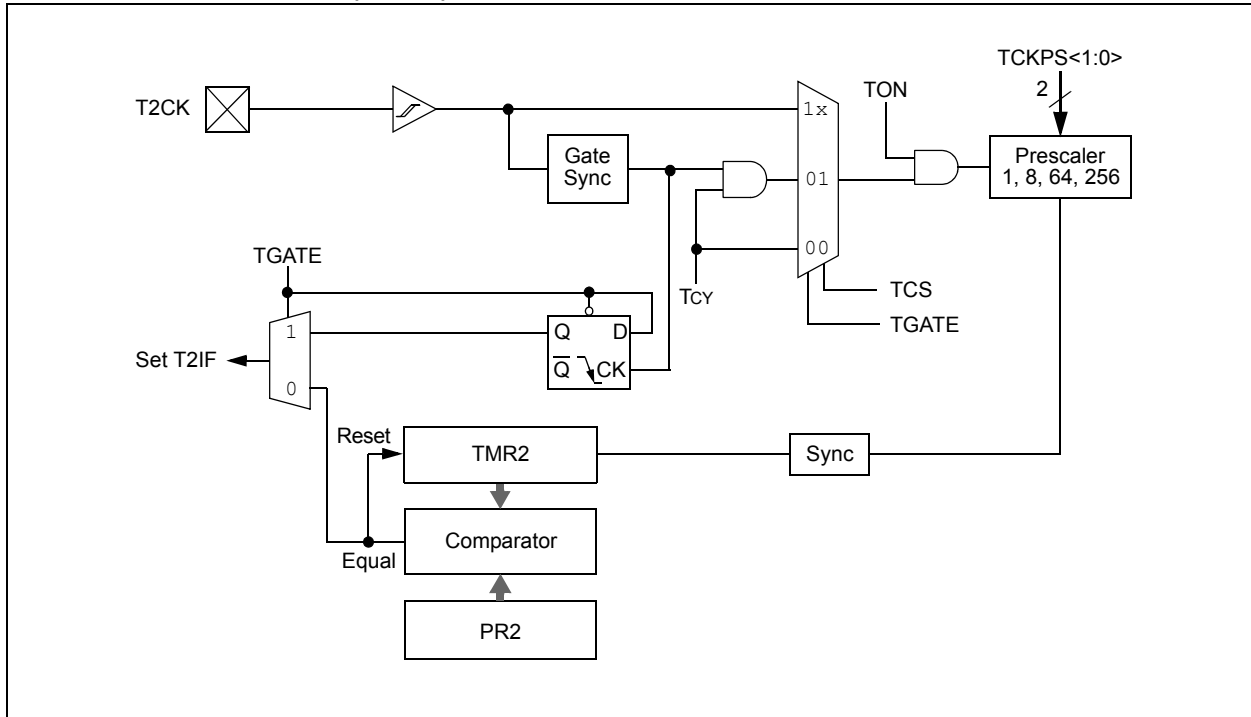 TCKPS<1:0>
2
TON
T2CK
1x
Gate
Sync
Prescaler
1, 8, 64, 256
01
00
TGATE
TCY
TCS
TGATE
1
Q
D
Set T2IF
Q
CK
0
Reset
TMR2
Sync
Equal
Comparator
PR2